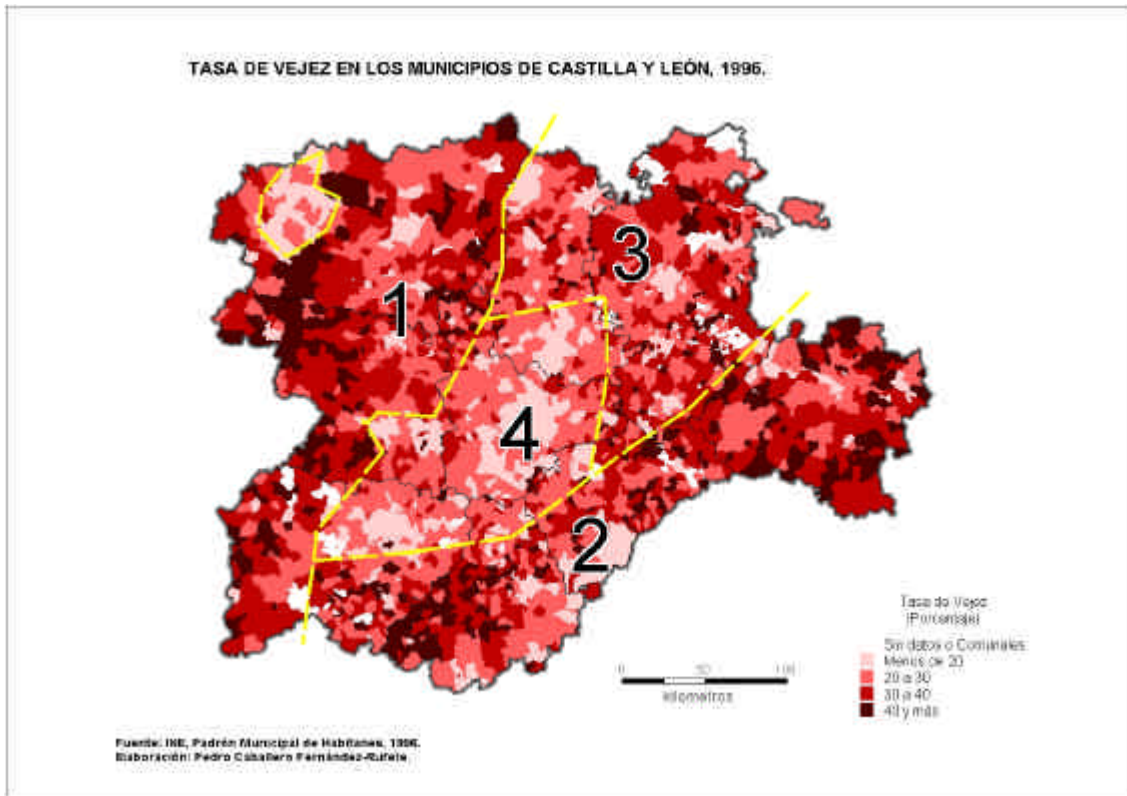 TASA DE VEJEZ EN LOS MUNICIPIOS DE CASTILLA Y LEÓN, 1996.
3
1
4
2
Tasa de Vejez
(Porcentaje)
Sin datos o Comunales
Menos de 20
20 a 30
30 a 40
40 y más
0 50 100
kilometros
Fuente: INE, Padrón Municipal de Habitanes, 1996.
Elaboración: Pedro Caballero Fernández-Rufete